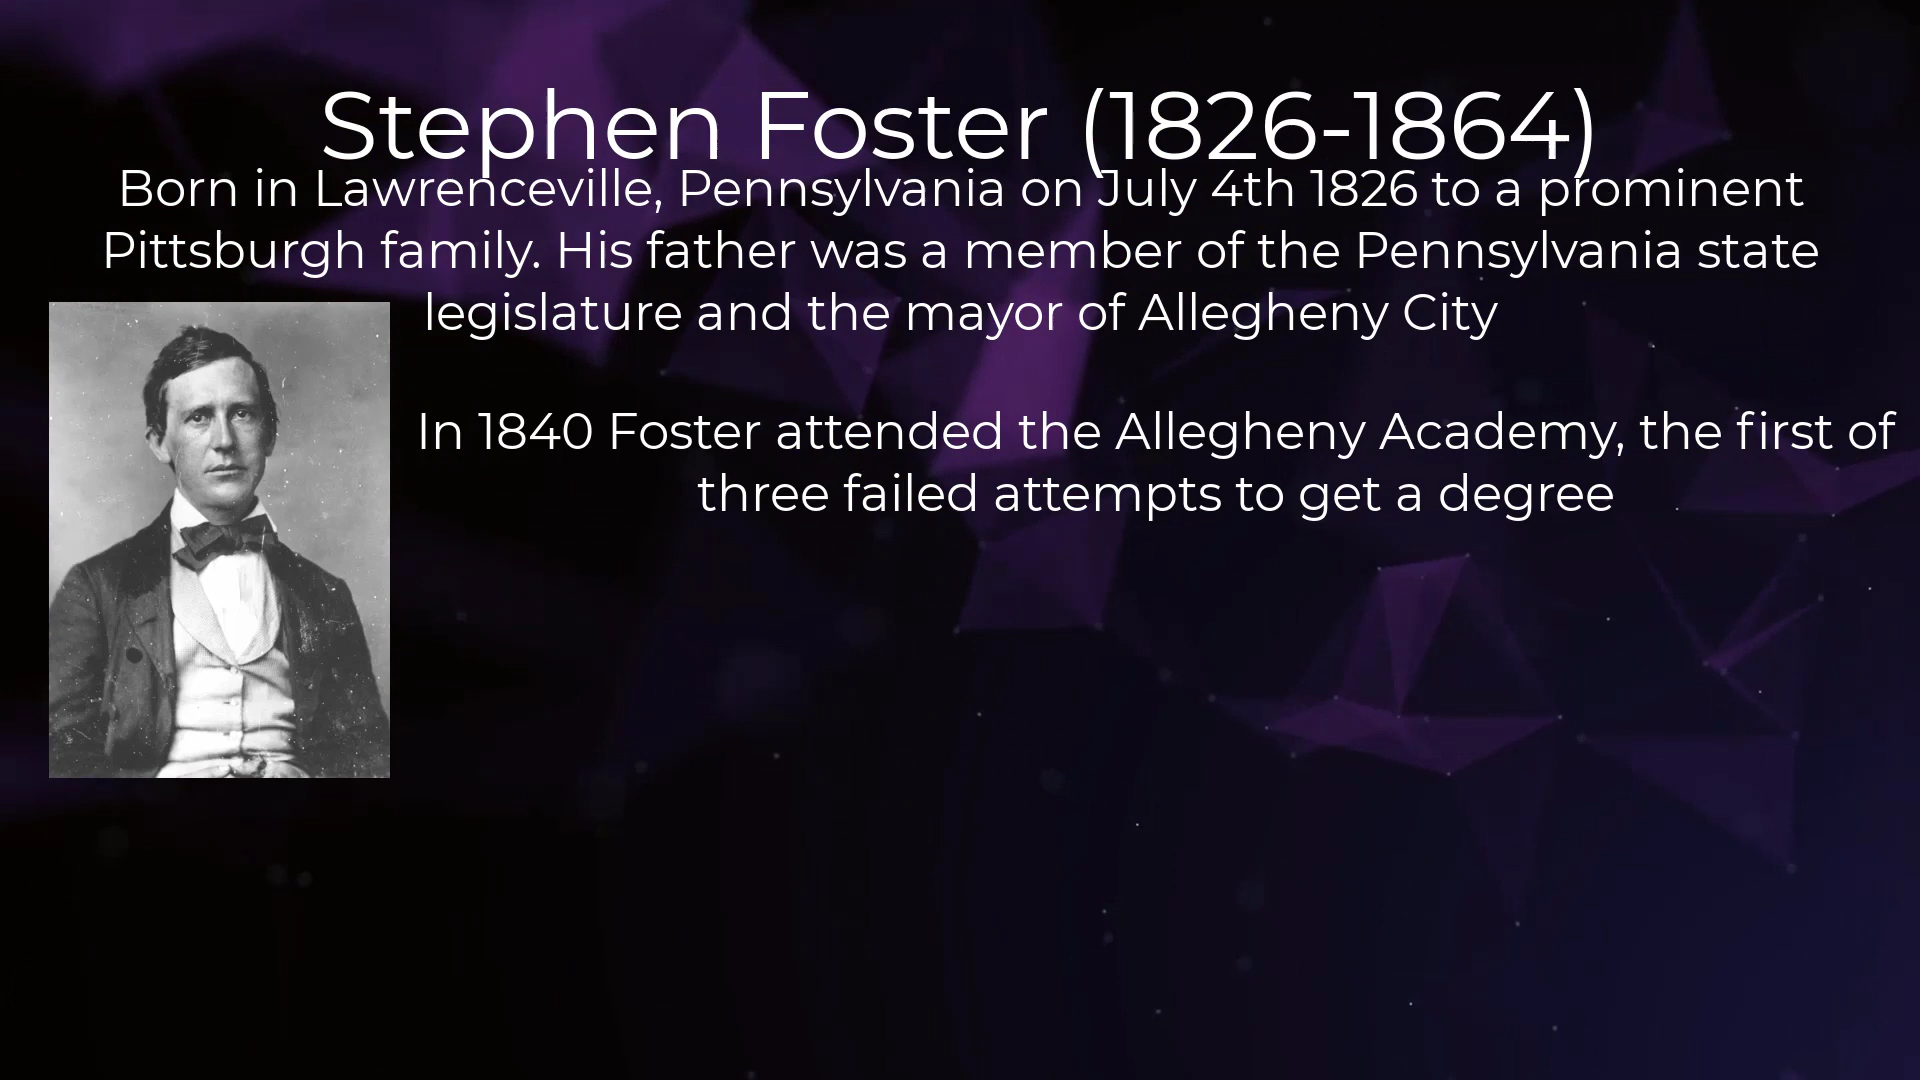 Stephen Foster (1826-1864)
Born in Lawrenceville, Pennsylvania on July 4th 1826 to a prominent
Pittsburgh family. His father was a member of the Pennsylvania state
legislature and the mayor of Allegheny City
In 1840 Foster attended the Allegheny Academy, the first of
three failed attempts to get a degree